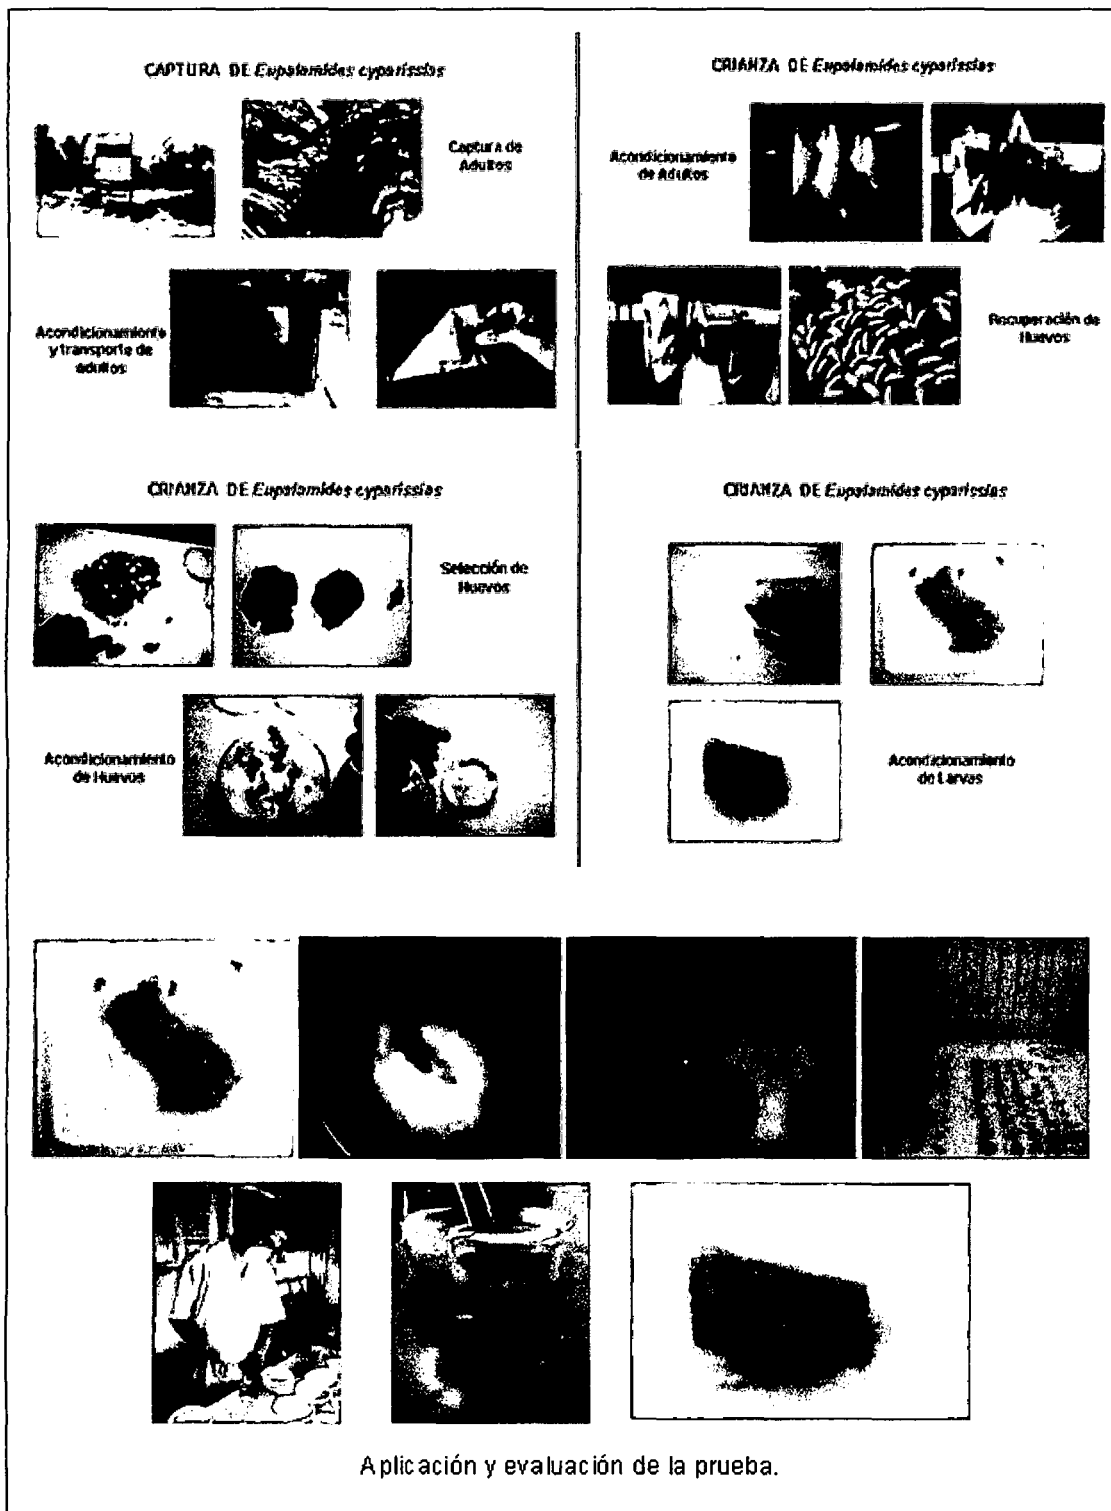 CAPTURA DE Eupalamides cyparissias
Captura de
Adultos
Acondicionamiento
y transporte de
adultos
CRIANZA DE Eupalamides cyparissias
Acondicionamiento
de Adultos
Recuperación de
Huevos
CRIANZA DE Eupalamides cyparissias
Selección de
Huevos
Acondicionamiento
de Huevos
CRIANZA DE Eupalamides cyparissias
Acondicionamiento
de Larvas
Aplicación y evaluación de la prueba.